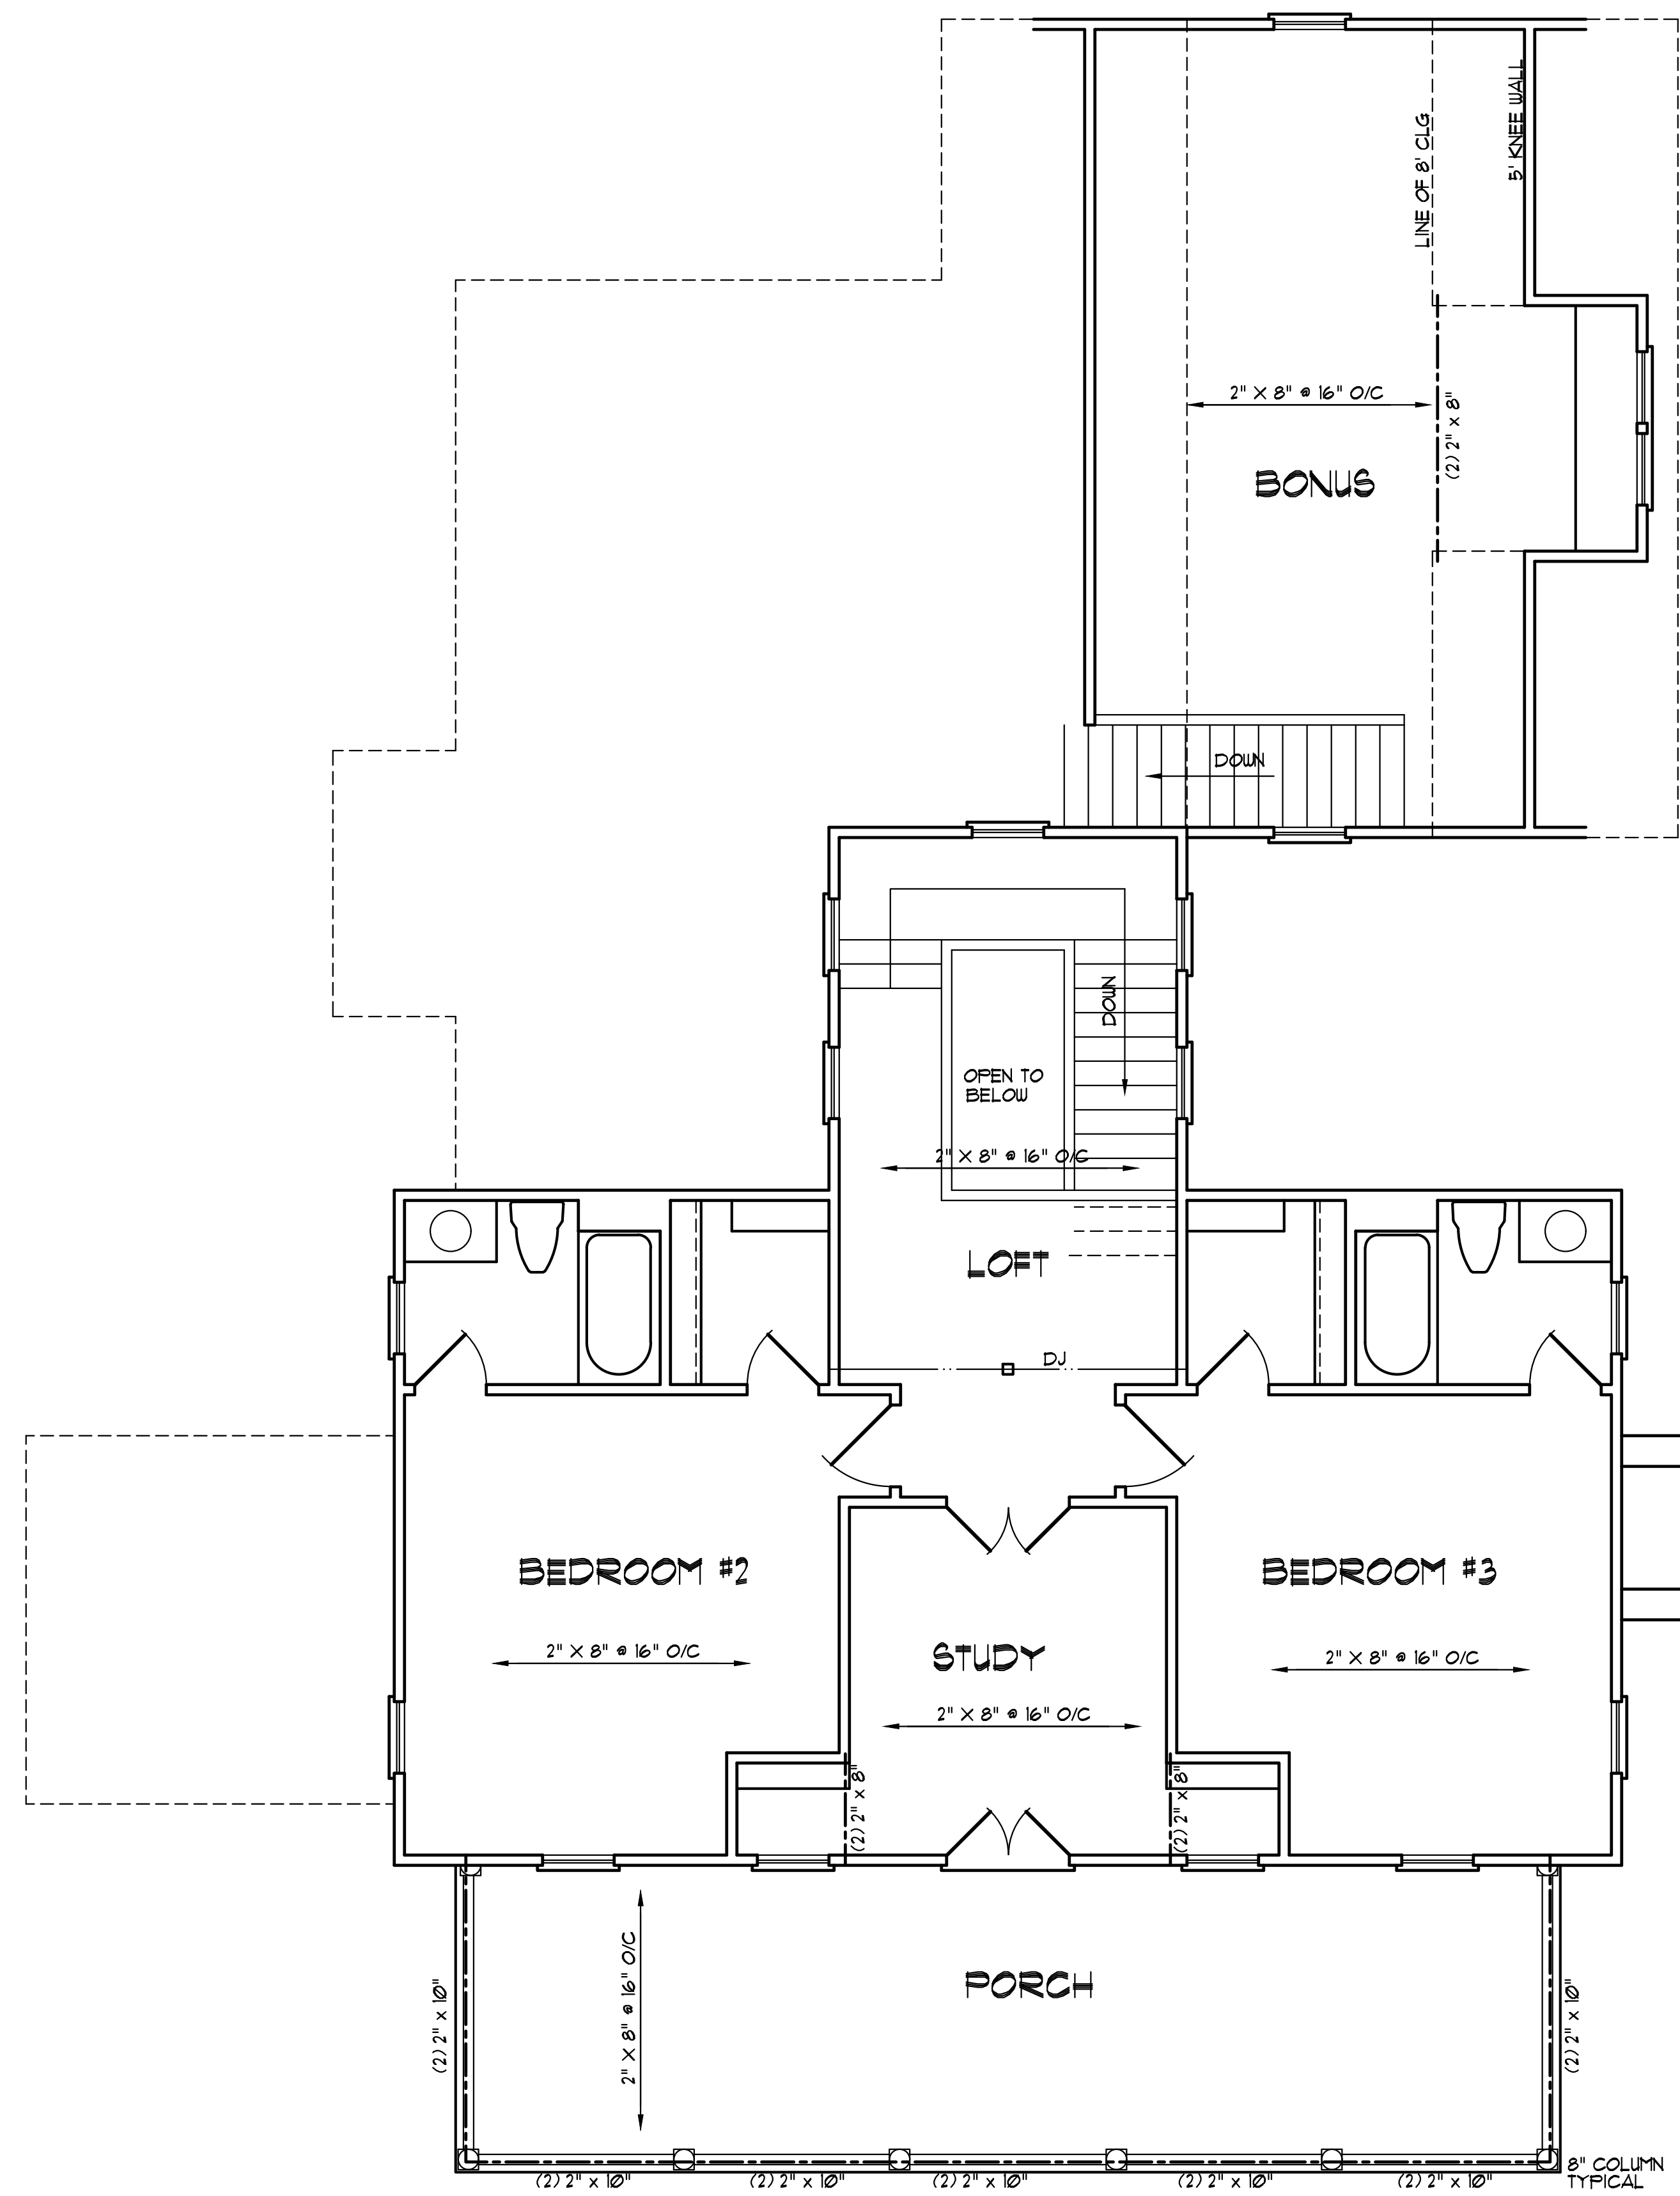 5' KNEE WALL
LINE OF 8' CLG
2" X 8" @ 16" O/C
(2) 2" x 8"
BONUS
DOWN
DOWN
OPEN TO
BELOW
2" X 8" @ 16" O/C
LOFT
DJ
BEDROOM #2
BEDROOM #3
2" X 8" @ 16" O/C
STUDY
2" X 8" @ 16" O/C
2" X 8" @ 16" O/C
(2) 2" x 8"
(2) 2" x 8"
2" X 8" @ 16" O/C
PORCH
(2) 2" x 10"
(2) 2" x 10"
(2) 2" x 10"
(2) 2" x 10"
(2) 2" x 10"
(2) 2" x 10"
(2) 2" x 10"
8" COLUMN
TYPICAL